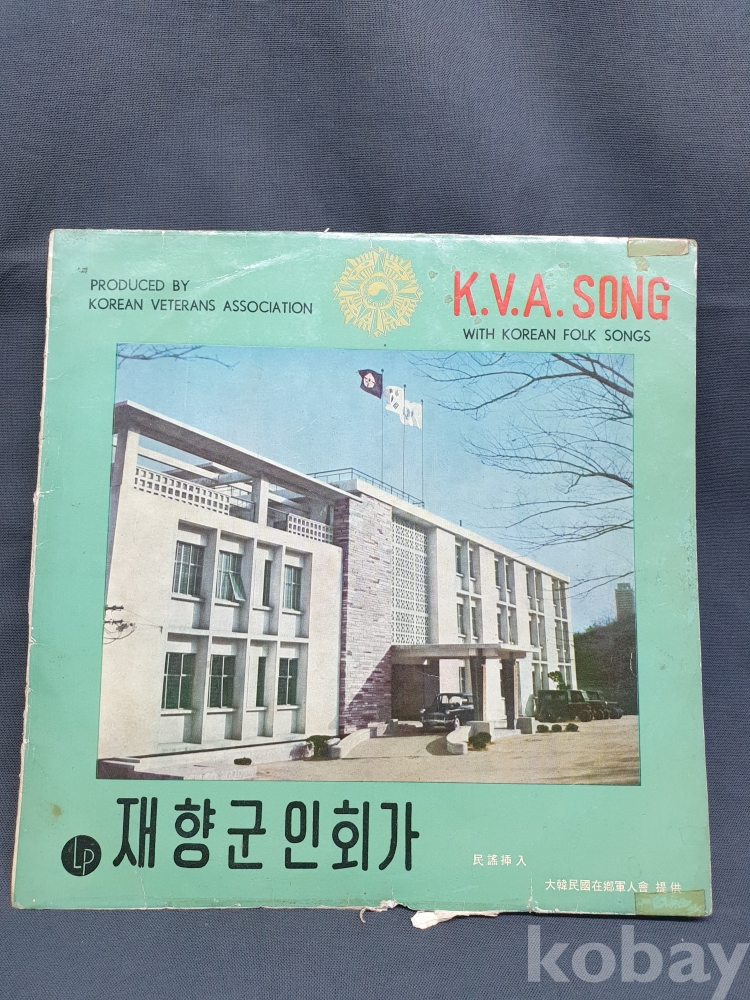 PRODUCED BY
KOREAN VETERANS ASSOCIATION
K.V.A. SONG
WITH KOREAN FOLK SONGS
LP
재향군인회가
民謠揷入
大韓民國在鄕軍人會 提供
kobay